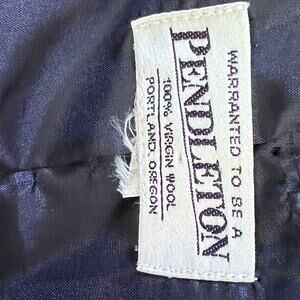 WARRANTED TO BE A
PENDLETON
100% VIRGIN WOOL
PORTLAND, OREGON